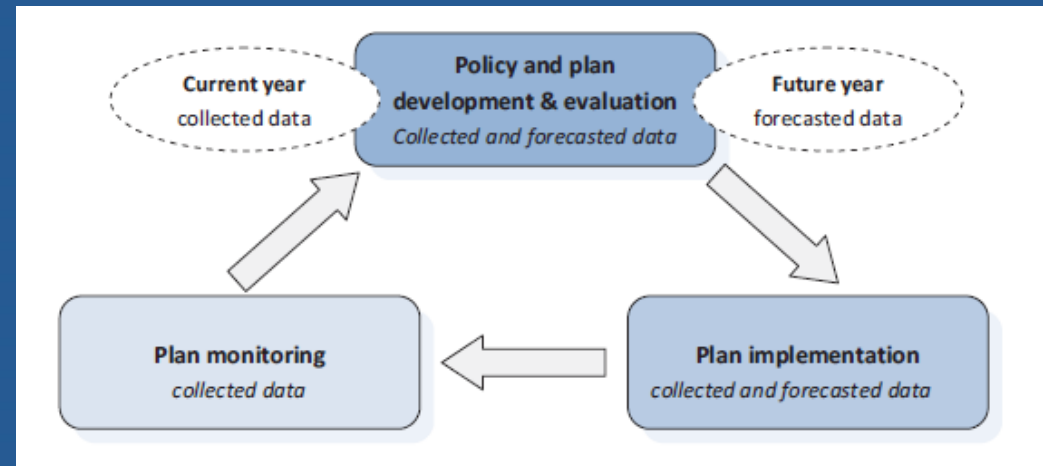 Policy and plan
development & evaluation
Collected and forecasted data
Current year
collected data
Future year
forecasted data
Plan monitoring
collected data
Plan implementation
collected and forecasted data